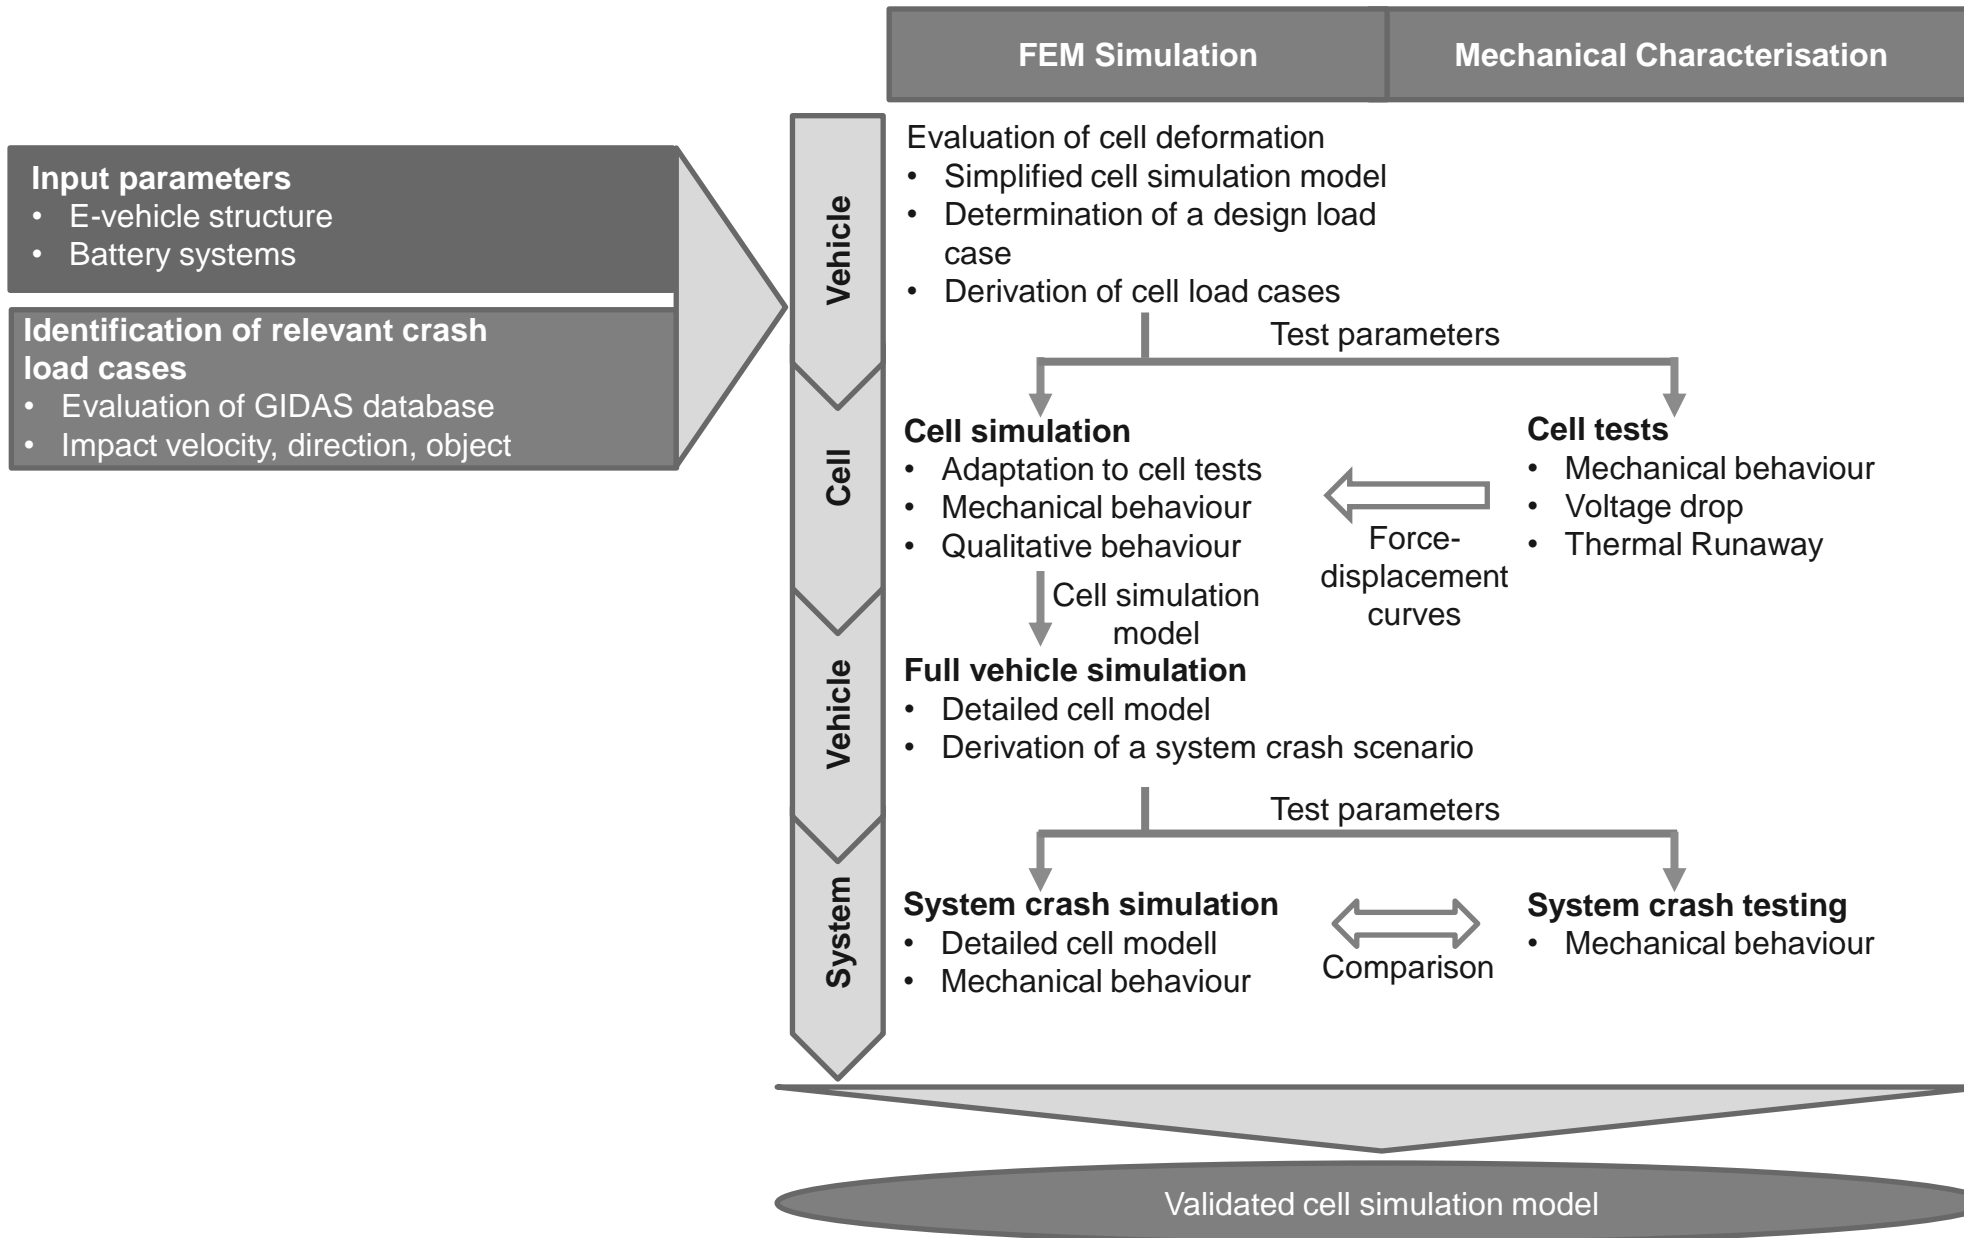 FEM Simulation
Mechanical Characterisation
Input parameters
• E-vehicle structure
• Battery systems
Identification of relevant crash
load cases
• Evaluation of GIDAS database
• Impact velocity, direction, object
Vehicle
Evaluation of cell deformation
• Simplified cell simulation model
• Determination of a design load
case
• Derivation of cell load cases
Test parameters
Cell
Cell simulation
• Adaptation to cell tests
• Mechanical behaviour
• Qualitative behaviour
Force-
displacement
curves
Cell tests
• Mechanical behaviour
• Voltage drop
• Thermal Runaway
Cell simulation
model
Vehicle
Full vehicle simulation
• Detailed cell model
• Derivation of a system crash scenario
Test parameters
System
System crash simulation
• Detailed cell modell
• Mechanical behaviour
Comparison
System crash testing
• Mechanical behaviour
Validated cell simulation model